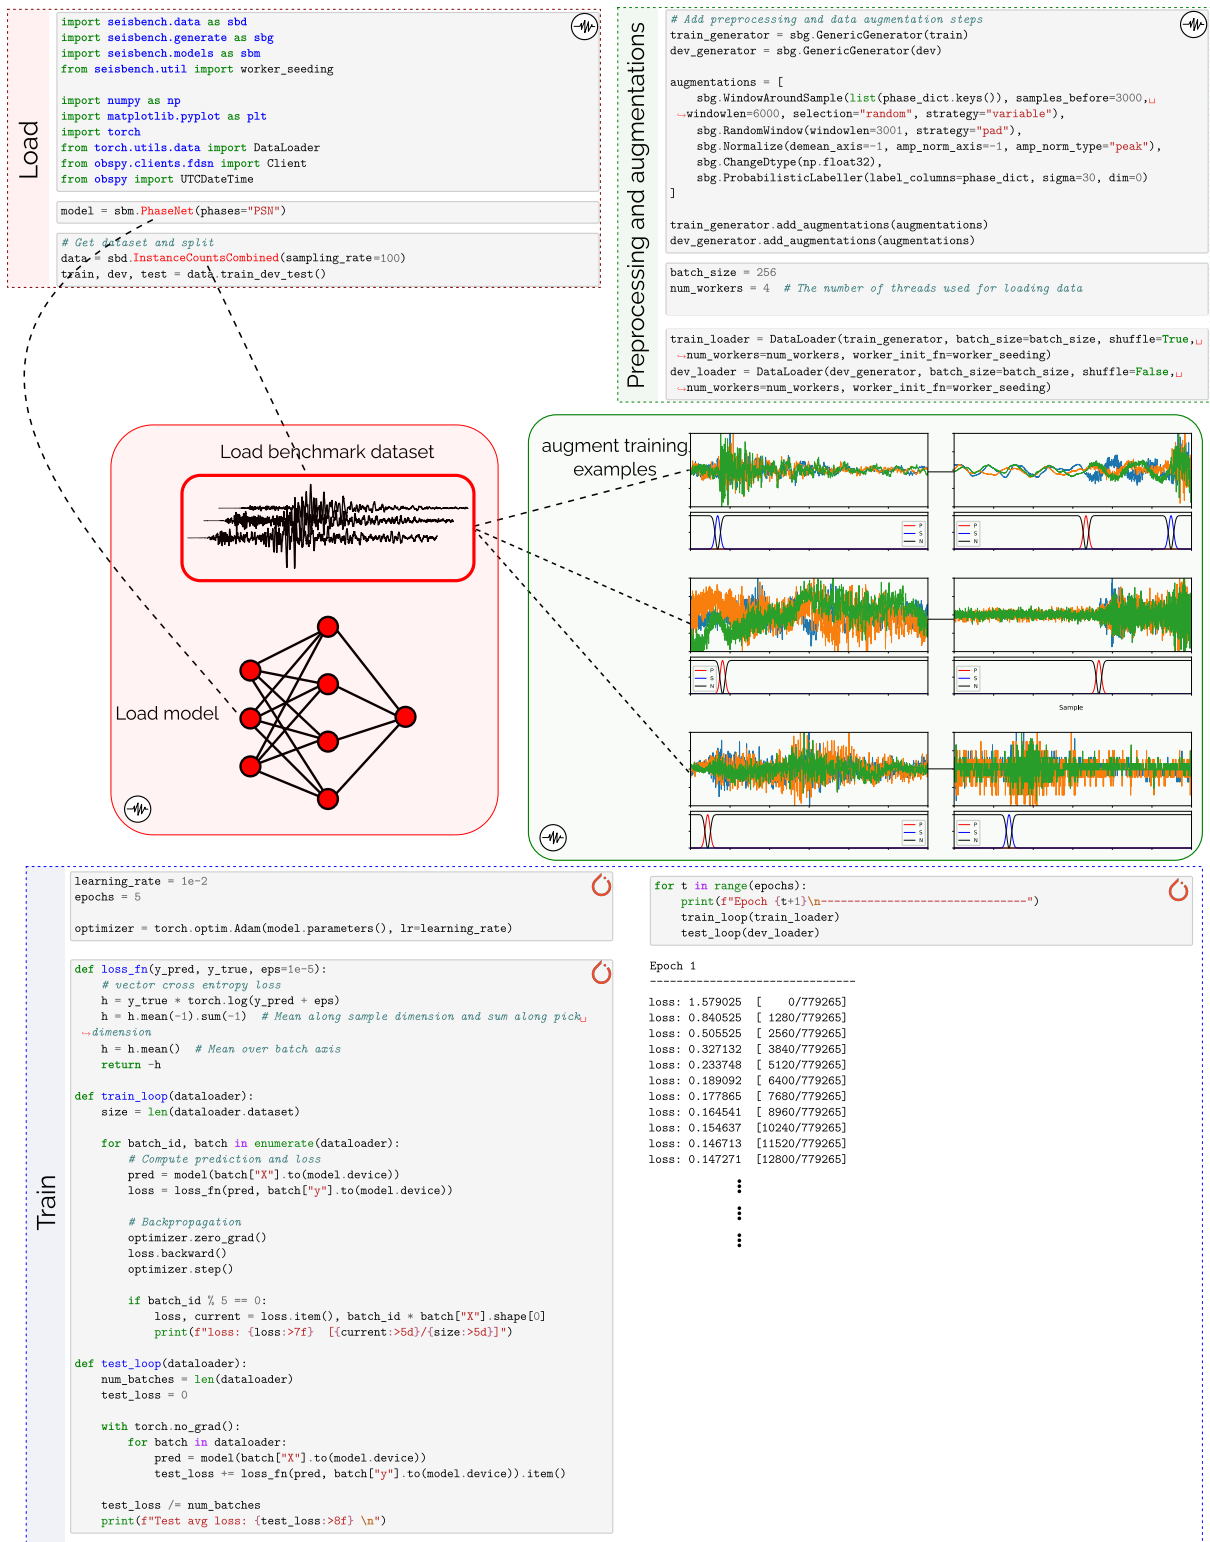 Load
import seisbench.data as sbd
import seisbench.generate as sbg
import seisbench.models as sbm
from seisbench.util import worker_seeding
import numpy as np
import matplotlib.pyplot as plt
import torch
from torch.utils.data import DataLoader
from obspy.clients.fdsn import Client
from obspy import UTCDateTime
model = sbm.PhaseNet(phases="PSN")
# Get dataset and split
data = sbd.InstanceCountsCombined(sampling_rate=100)
train, dev, test = data.train_dev_test()
Preprocessing and augmentations
# Add preprocessing and data augmentation steps
train_generator = sbg.GenericGenerator(train)
dev_generator = sbg.GenericGenerator(dev)
augmentations = [
    sbg.WindowAroundSample(list(phase_dict.keys()), samples_before=3000,␣
↪windowlen=6000, selection="random", strategy="variable"),
    sbg.RandomWindow(windowlen=3001, strategy="pad"),
    sbg.Normalize(demean_axis=-1, amp_norm_axis=-1, amp_norm_type="peak"),
    sbg.ChangeDtype(np.float32),
    sbg.ProbabilisticLabeller(label_columns=phase_dict, sigma=30, dim=0)
]
train_generator.add_augmentations(augmentations)
dev_generator.add_augmentations(augmentations)
batch_size = 256
num_workers = 4  # The number of threads used for loading data
train_loader = DataLoader(train_generator, batch_size=batch_size, shuffle=True,␣
↪num_workers=num_workers, worker_init_fn=worker_seeding)
dev_loader = DataLoader(dev_generator, batch_size=batch_size, shuffle=False,␣
↪num_workers=num_workers, worker_init_fn=worker_seeding)
Load benchmark dataset
Load model
augment training
examples
P
S
N
P
S
N
P
S
N
P
S
N
Sample
P
S
N
P
S
N
Train
learning_rate = 1e-2
epochs = 5
optimizer = torch.optim.Adam(model.parameters(), lr=learning_rate)
def loss_fn(y_pred, y_true, eps=1e-5):
    # vector cross entropy loss
    h = y_true * torch.log(y_pred + eps)
    h = h.mean(-1).sum(-1)  # Mean along sample dimension and sum along pick␣
↪dimension
    h = h.mean()  # Mean over batch axis
    return -h
def train_loop(dataloader):
    size = len(dataloader.dataset)
    for batch_id, batch in enumerate(dataloader):
        # Compute prediction and loss
        pred = model(batch["X"].to(model.device))
        loss = loss_fn(pred, batch["y"].to(model.device))
        # Backpropagation
        optimizer.zero_grad()
        loss.backward()
        optimizer.step()
        if batch_id % 5 == 0:
            loss, current = loss.item(), batch_id * batch["X"].shape[0]
            print(f"loss: {loss:>7f}  [{current:>5d}/{size:>5d}]")
def test_loop(dataloader):
    num_batches = len(dataloader)
    test_loss = 0
    with torch.no_grad():
        for batch in dataloader:
            pred = model(batch["X"].to(model.device))
            test_loss += loss_fn(pred, batch["y"].to(model.device)).item()
    test_loss /= num_batches
    print(f"Test avg loss: {test_loss:>8f} \n")
for t in range(epochs):
    print(f"Epoch {t+1}\n-------------------------------")
    train_loop(train_loader)
    test_loop(dev_loader)
Epoch 1
-------------------------------
loss: 1.579025  [    0/779265]
loss: 0.840525  [ 1280/779265]
loss: 0.505525  [ 2560/779265]
loss: 0.327132  [ 3840/779265]
loss: 0.233748  [ 5120/779265]
loss: 0.189092  [ 6400/779265]
loss: 0.177865  [ 7680/779265]
loss: 0.164541  [ 8960/779265]
loss: 0.154637  [10240/779265]
loss: 0.146713  [11520/779265]
loss: 0.147271  [12800/779265]